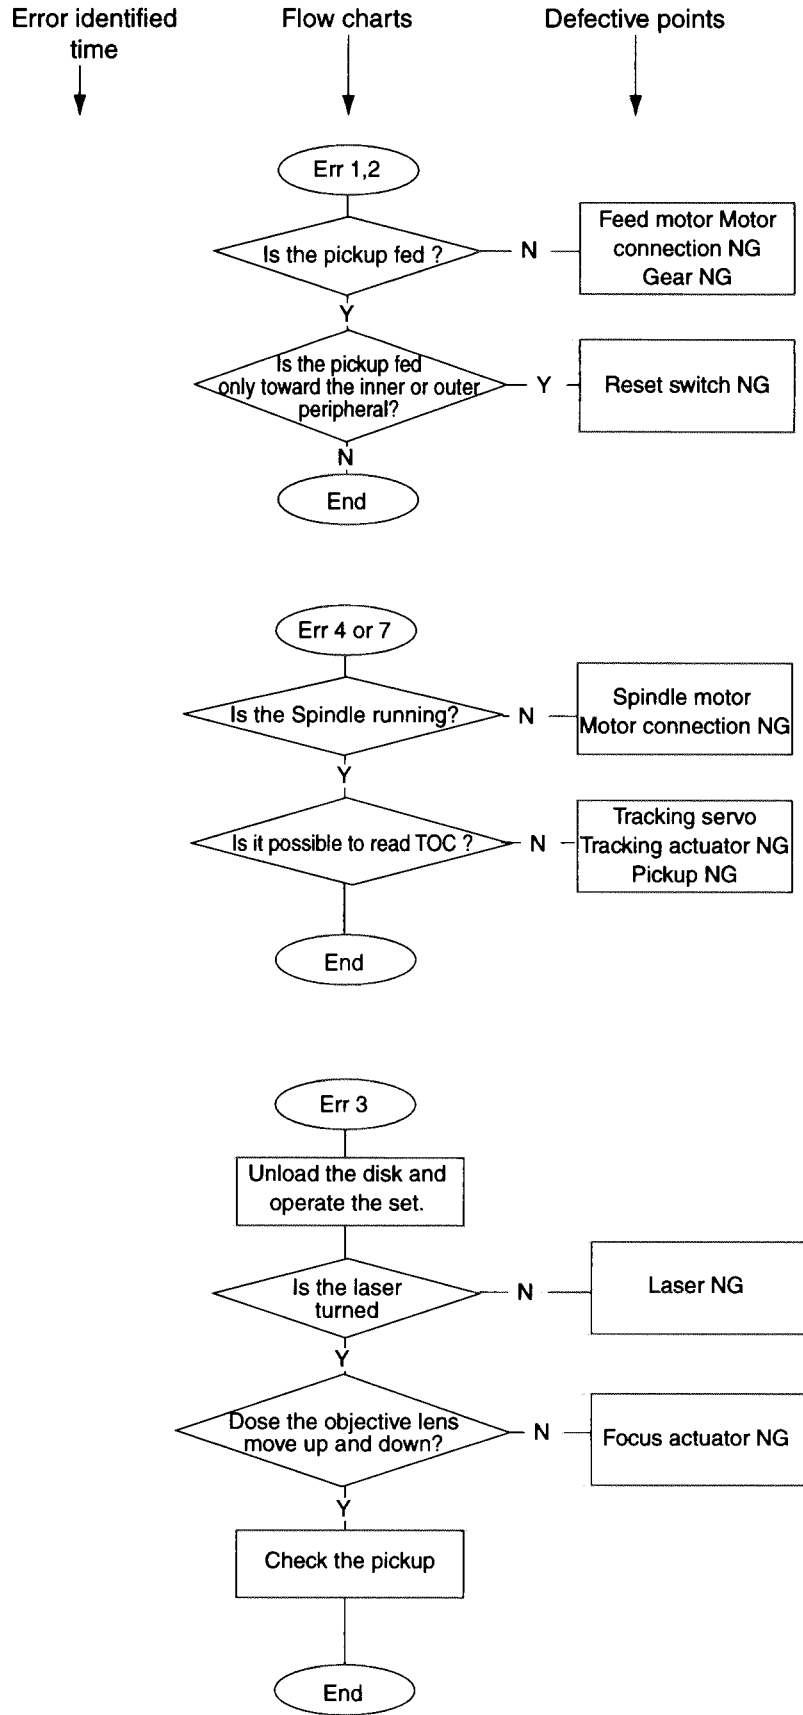 Error identified
time
Flow charts
Defective points
Err 1,2
Is the pickup fed ?
N
Feed motor Motor
connection NG
Gear NG
Y
Is the pickup fed
only toward the inner or outer
peripheral?
Y
Reset switch NG
N
End
Err 4 or 7
Is the Spindle running?
N
Spindle motor
Motor connection NG
Y
Is it possible to read TOC ?
N
Tracking servo
Tracking actuator NG
Pickup NG
End
Err 3
Unload the disk and
operate the set.
Is the laser
turned
N
Laser NG
Y
Dose the objective lens
move up and down?
N
Focus actuator NG
Y
Check the pickup
End